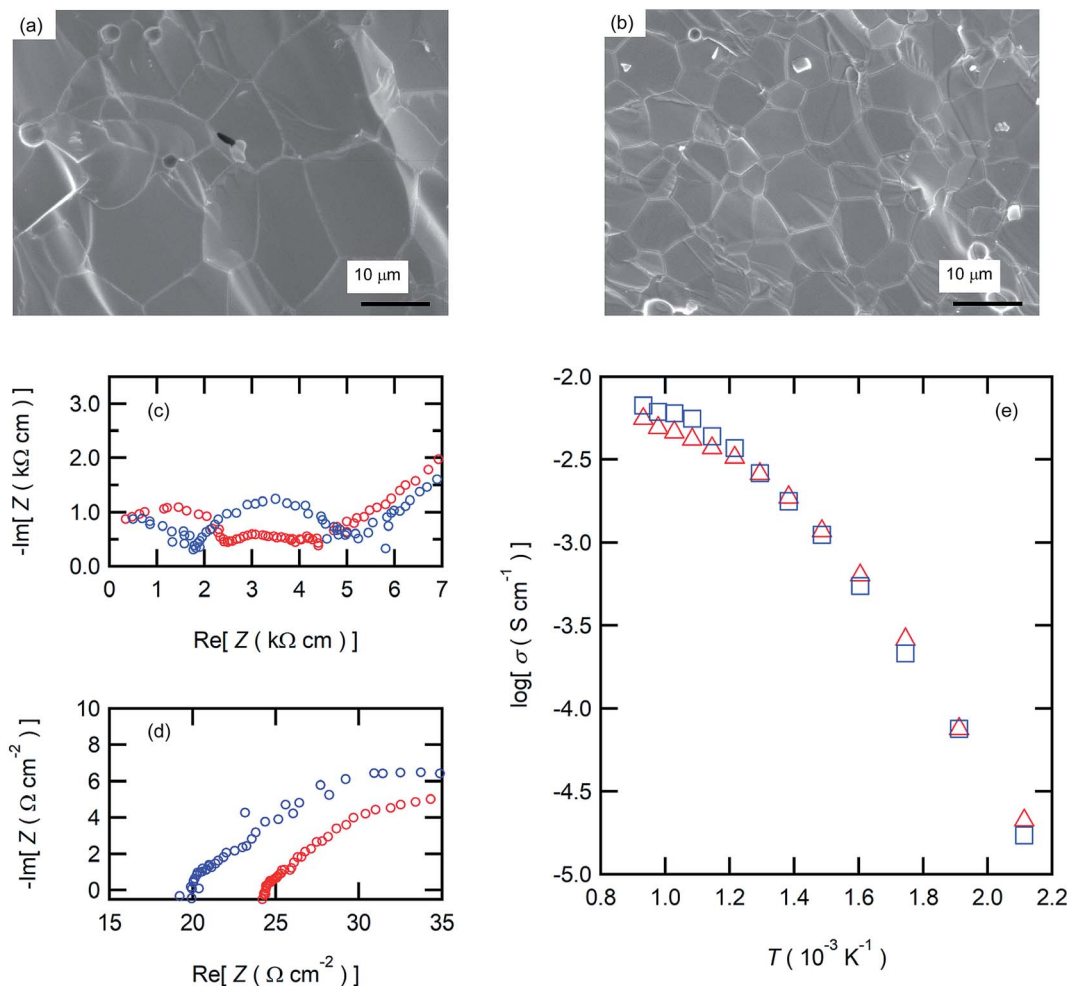 (a)
10 μm
(b)
10 μm
(c)
-Im[ Z ( kΩ cm) ]
3.0
2.0
1.0
0.0
0 1 2 3 4 5 6 7
Re[ Z ( kΩ cm) ]
(d)
-Im[ Z ( Ω cm-2) ]
10
8
6
4
2
0
15 20 25 30 35
Re[ Z ( Ω cm-2) ]
(e)
log[ σ ( S cm-1) ]
-2.0
-2.5
-3.0
-3.5
-4.0
-4.5
-5.0
0.8 1.0 1.2 1.4 1.6 1.8 2.0 2.2
T ( 10-3 K-1)